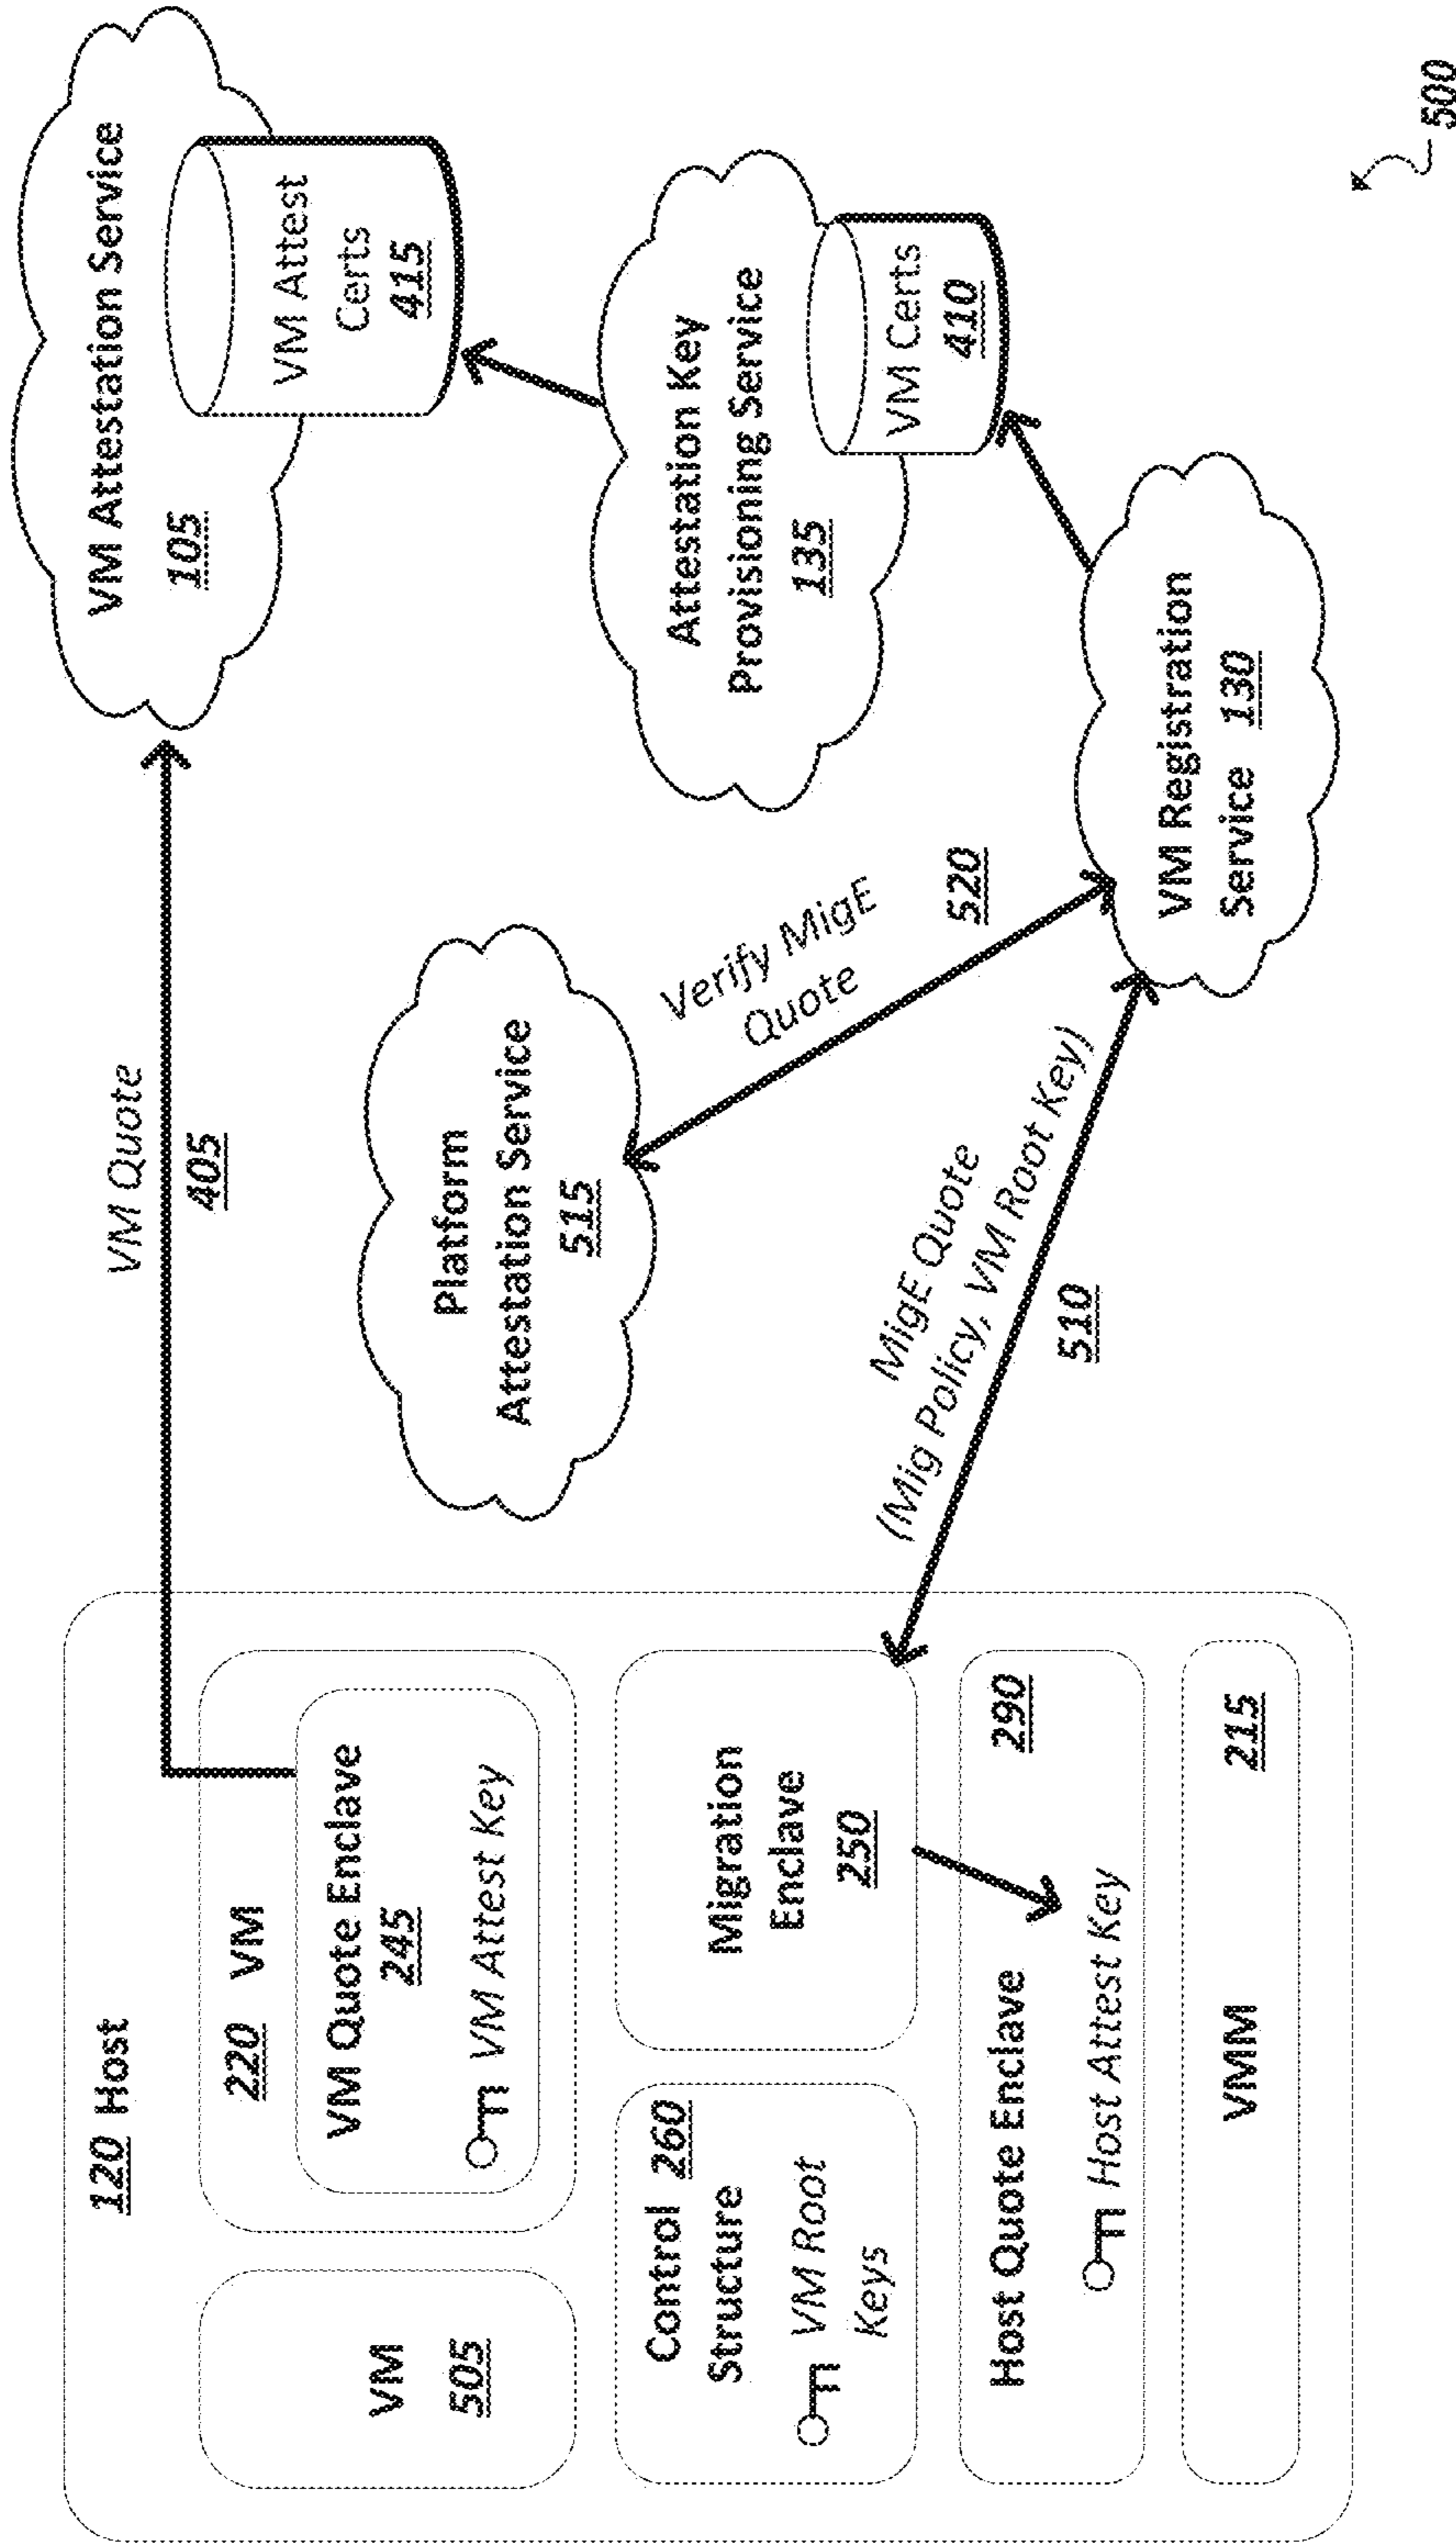 120 Host
VM
505
220 VM
VM Quote Enclave
245
VM Attest Key
Control 260
Structure
VM Root
Keys
Migration
Enclave
250
Host Quote Enclave
290
Host Attest Key
VMM
215
VM Quote
405
Platform
Attestation Service
515
MigE Quote
(Mig Policy, VM Root Key)
510
Verify MigE
Quote
520
VM Attestation Service
105
VM Attest
Certs
415
Attestation Key
Provisioning Service
135
VM Certs
410
VM Registration
Service 130
500